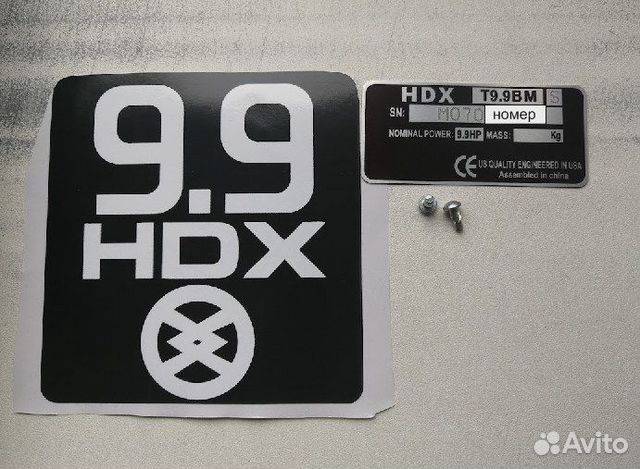 9.9
HDX
HDX T9.9BM S
SN: M070 номер
NOMINAL POWER: 9.9HP MASS: Kg
CE US QUALITY ENGINEERED IN USA
Assembled in china
Avito